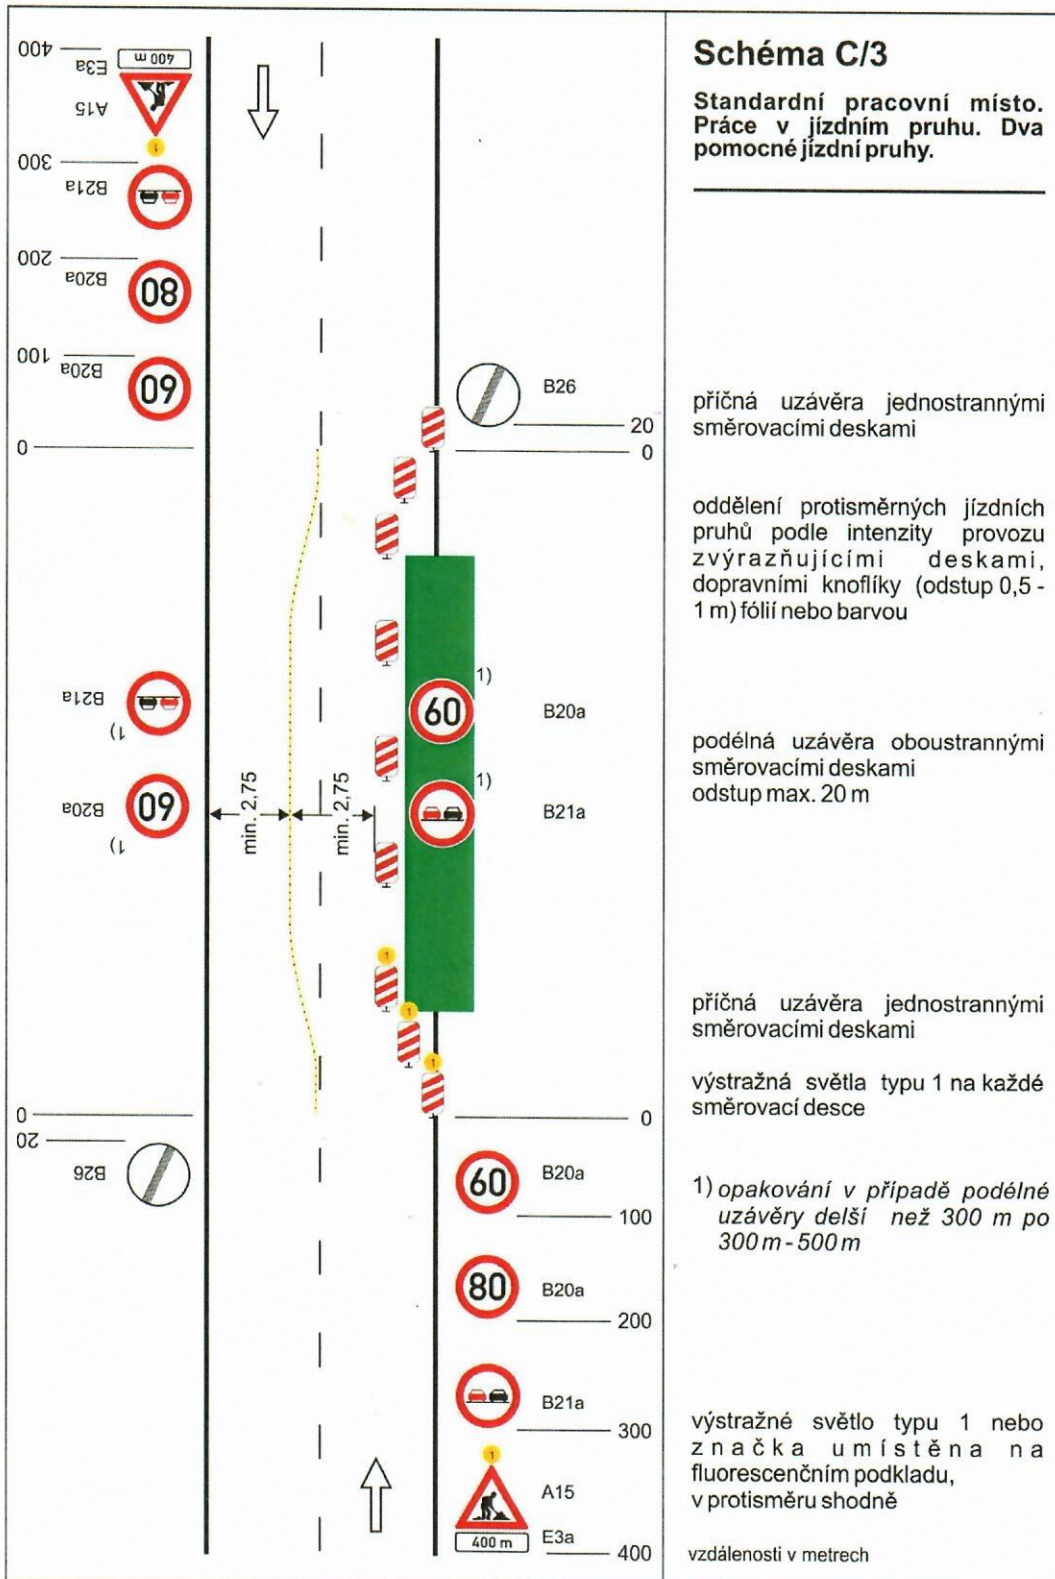 Schéma C/3
Standardní pracovní místo.
Práce v jízdním pruhu. Dva
pomocné jízdní pruhy.
400
E3a
400 m
A15
1
300
B21a
200
B20a
80
100
B20a
60
0
B26
20
0
příčná uzávěra jednostrannými
směrovacími deskami
oddělení protisměrných jízdních
pruhů podle intenzity provozu
zvýrazňujícími deskami,
dopravními knoflíky (odstup 0,5 -
1 m) fólií nebo barvou
B21a
1)
1)
60
B20a
podélná uzávěra oboustrannými
směrovacími deskami
odstup max. 20 m
B20a
60
1)
min. 2,75
min. 2,75
1)
B21a
1
1
1
příčná uzávěra jednostrannými
směrovacími deskami
výstražná světla typu 1 na každé
směrovací desce
0
20
B26
0
60
B20a
100
80
B20a
200
B21a
300
1
A15
400 m
E3a
400
1) opakování v případě podélné
uzávěry delší než 300 m po
300 m - 500 m
výstražné světlo typu 1 nebo
značka umístěna na
fluorescenčním podkladu,
v protisměru shodně
vzdálenosti v metrech